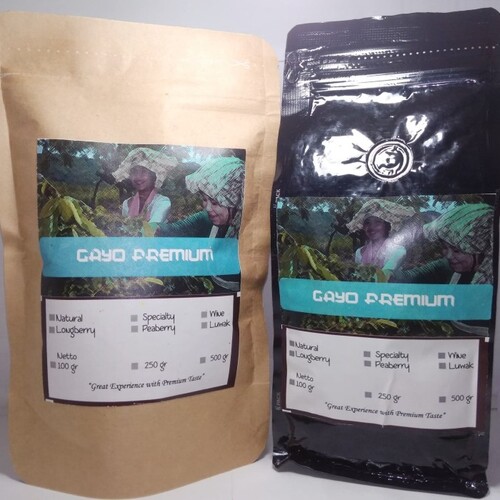 GAYO PREMIUM
Natural Specialty Wine
Longberry Peaberry Luwak
Netto
100 gr 250 gr 500 gr
"Great Experience with Premium Taste"
GAYO PREMIUM
Natural Specialty Wine
Longberry Peaberry Luwak
Netto
100 gr 250 gr 500 gr
"Great Experience with Premium Taste"